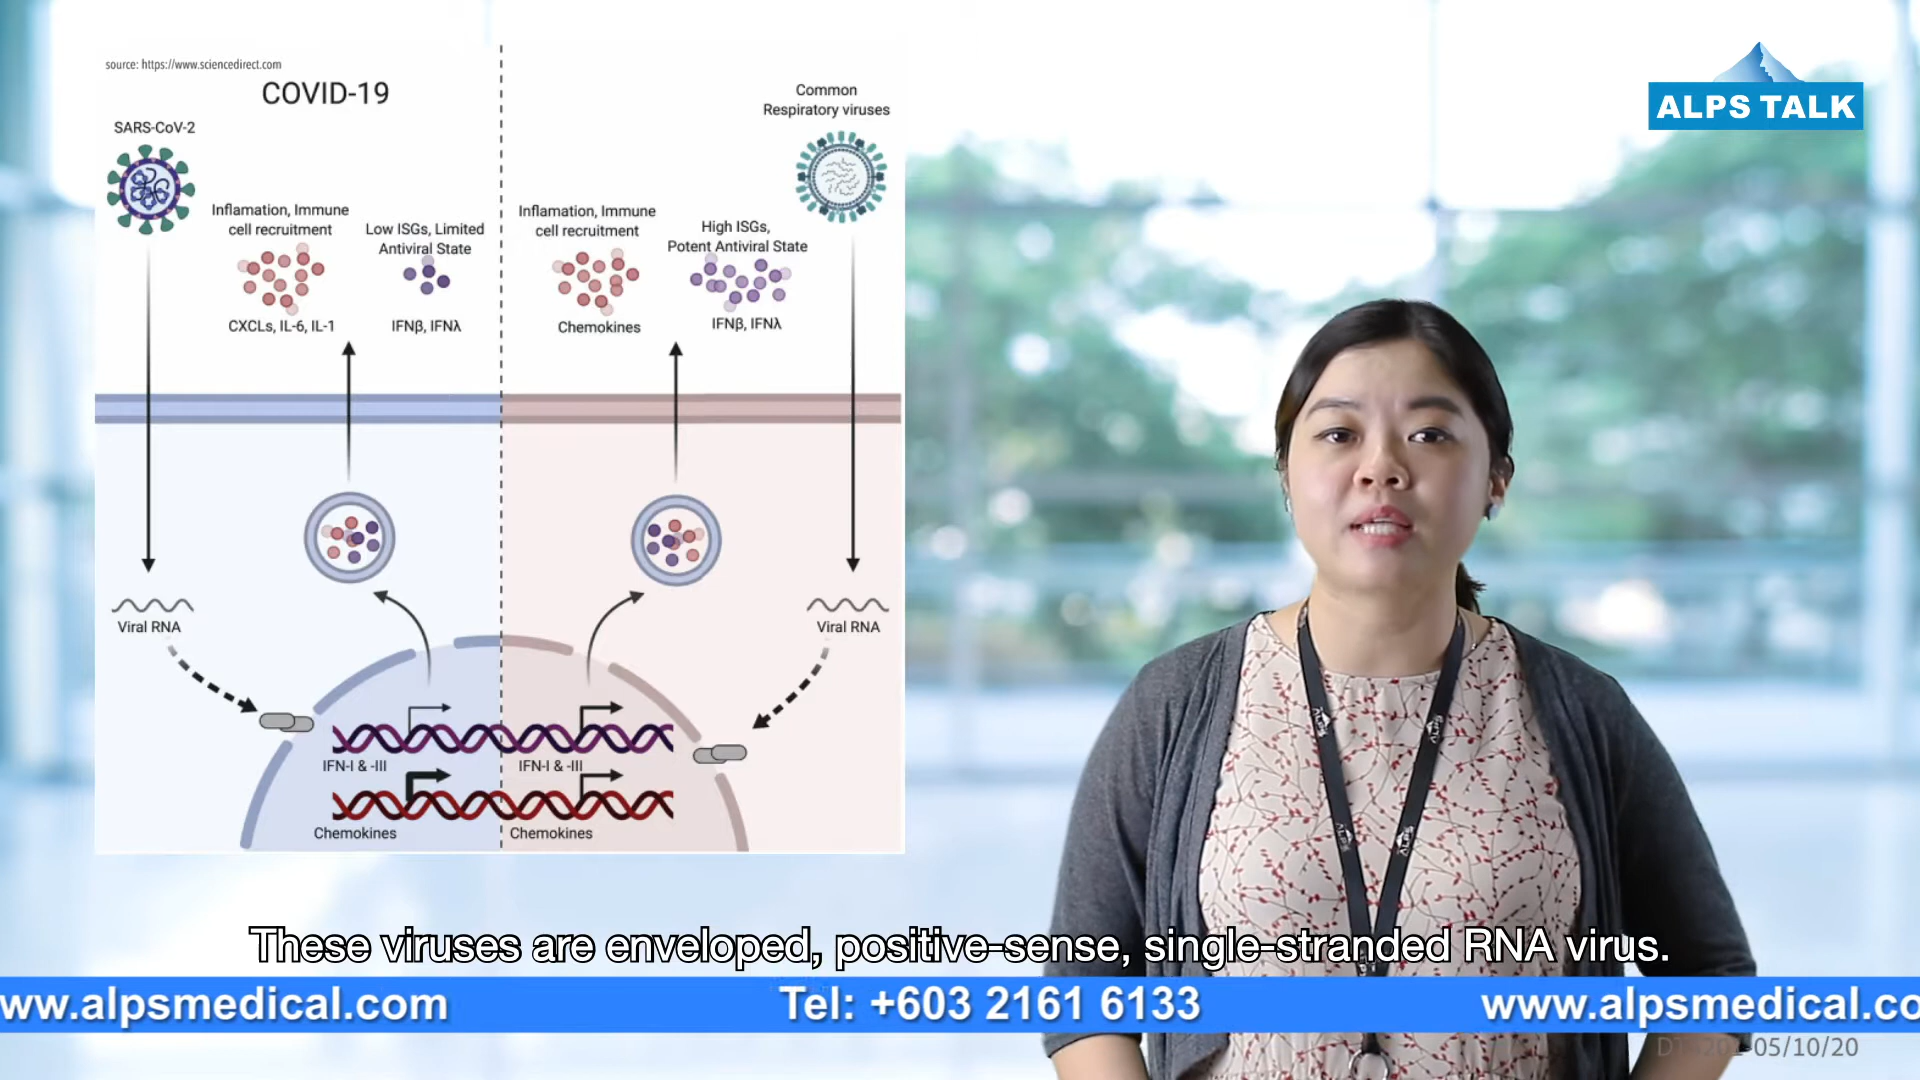 source: https://www.sciencedirect.com
COVID-19
SARS-CoV-2
Inflamation, Immune
cell recruitment
CXCLs, IL-6, IL-1
Low ISGs, Limited
Antiviral State
IFNβ, IFNλ
Inflamation, Immune
cell recruitment
Chemokines
High ISGs,
Potent Antiviral State
IFNβ, IFNλ
Common
Respiratory viruses
Viral RNA
Viral RNA
IFN-I & -III
IFN-I & -III
Chemokines
Chemokines
ALPS TALK
ALPS
ALPS
These viruses are enveloped, positive-sense, single-stranded RNA virus.
ww.alpsmedical.com
Tel: +603 2161 6133
www.alpsmedical.co
05/10/20